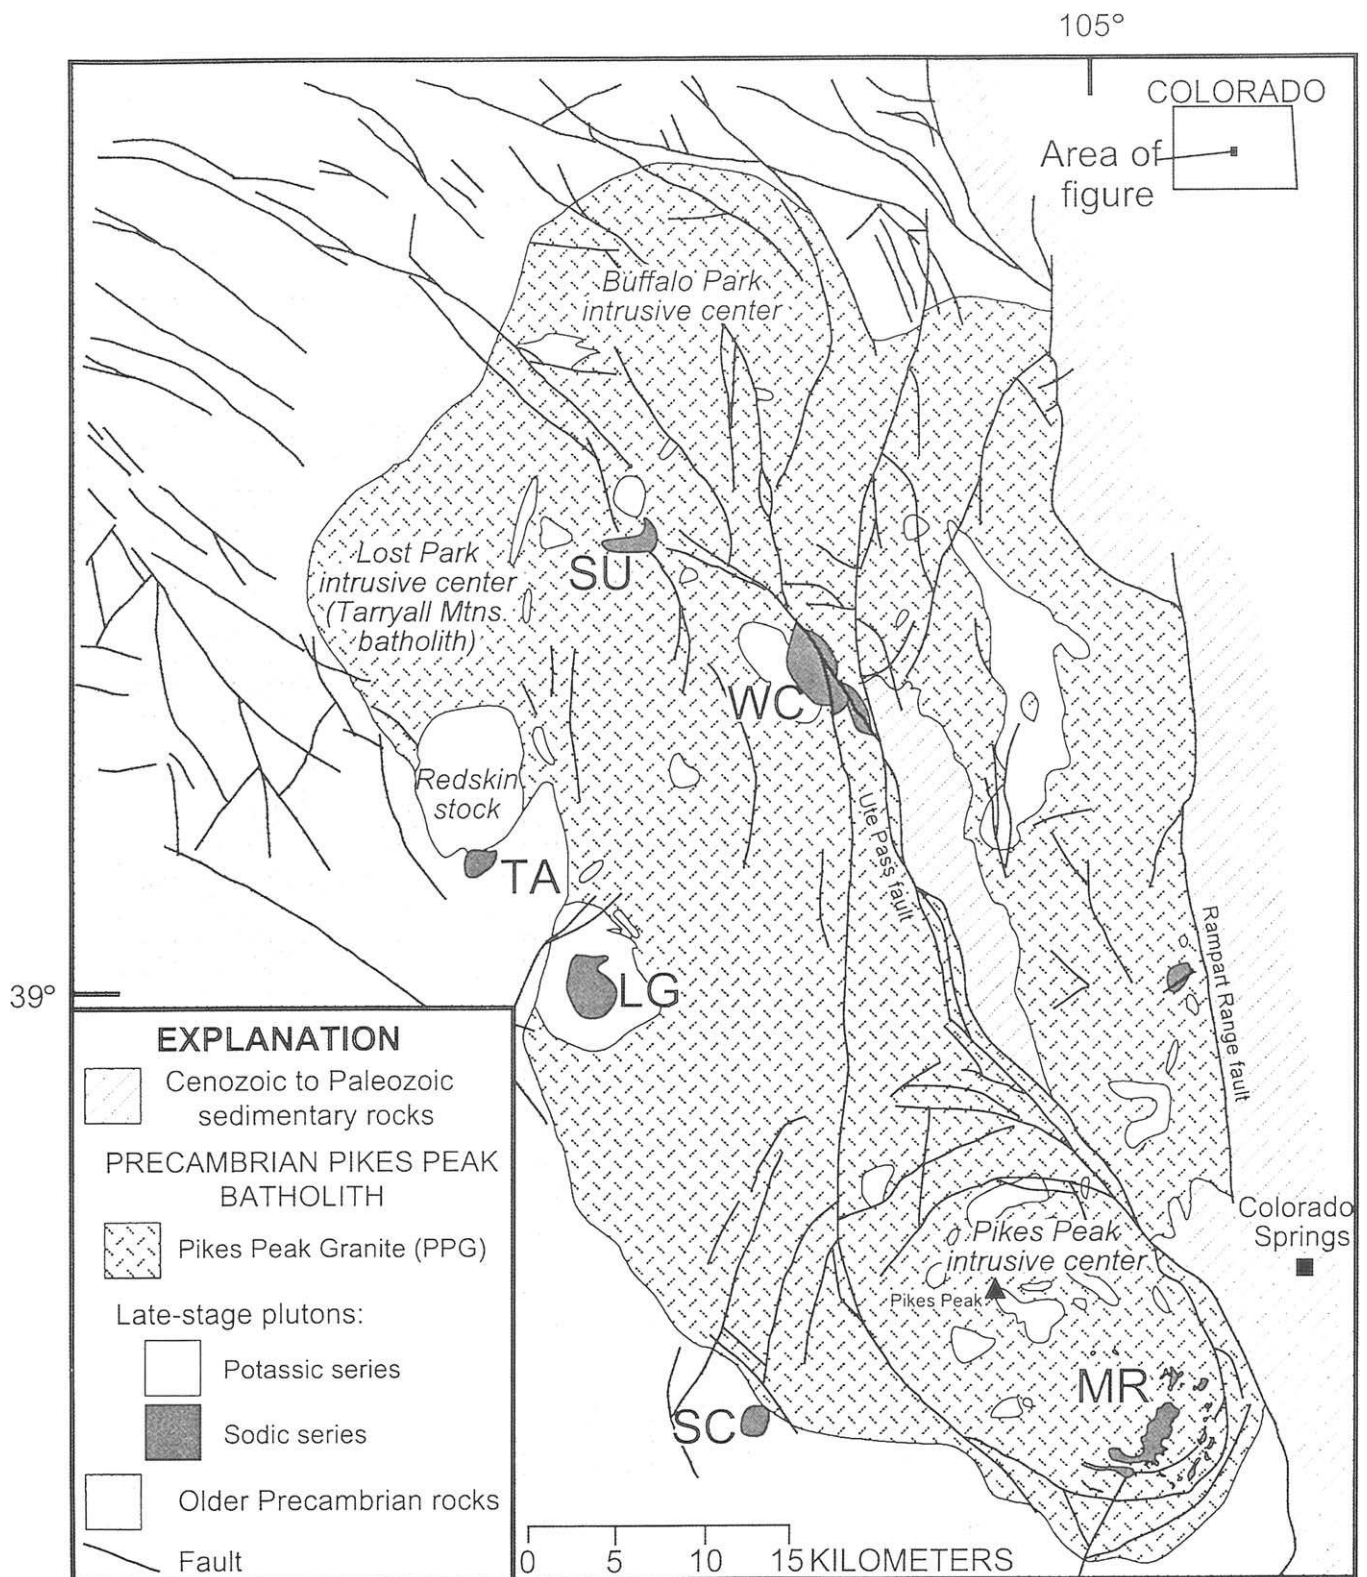 105°
COLORADO
Area of
figure
Buffalo Park
intrusive center
Lost Park
intrusive center
(Tarryall Mtns.
batholith)
SU
WC
Redskin
stock
TA
Ute Pass fault
LG
39°
Rampart Range fault
EXPLANATION
Cenozoic to Paleozoic
sedimentary rocks
PRECAMBRIAN PIKES PEAK
BATHOLITH
Pikes Peak Granite (PPG)
Late-stage plutons:
Potassic series
Sodic series
Older Precambrian rocks
Fault
Colorado
Springs
Pikes Peak
intrusive center
Pikes Peak
MR
SC
0 5 10 15 KILOMETERS